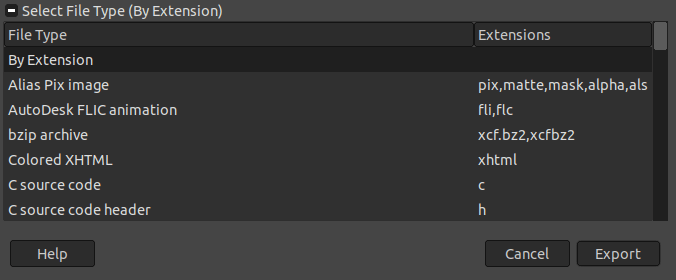 Select File Type (By Extension)
File Type Extensions
By Extension
Alias Pix image pix,matte,mask,alpha,als
AutoDesk FLIC animation fli,flc
bzip archive xcf.bz2,xcfbz2
Colored XHTML xhtml
C source code c
C source code header h
Help Cancel Export